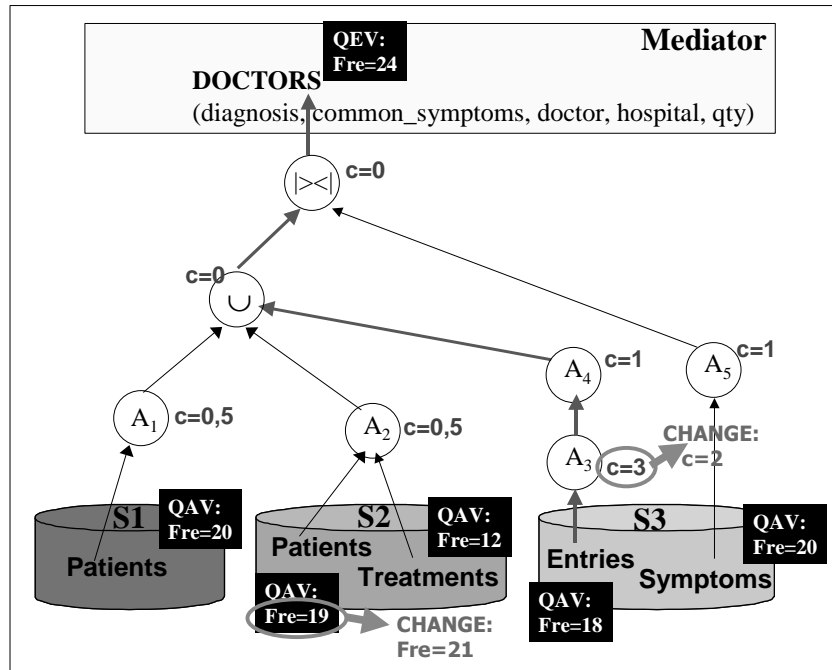 QEV:
Fre=24
Mediator
DOCTORS
(diagnosis, common_symptoms, doctor, hospital, qty)
|><|
c=0
c=0
∪
A4
c=1
A5
c=1
A1
c=0,5
A2
c=0,5
A3
c=3
CHANGE:
c=2
S1
QAV:
Fre=20
Patients
S2
QAV:
Fre=12
Patients
Treatments
QAV:
Fre=19
CHANGE:
Fre=21
S3
QAV:
Fre=20
Entries
Symptoms
QAV:
Fre=18